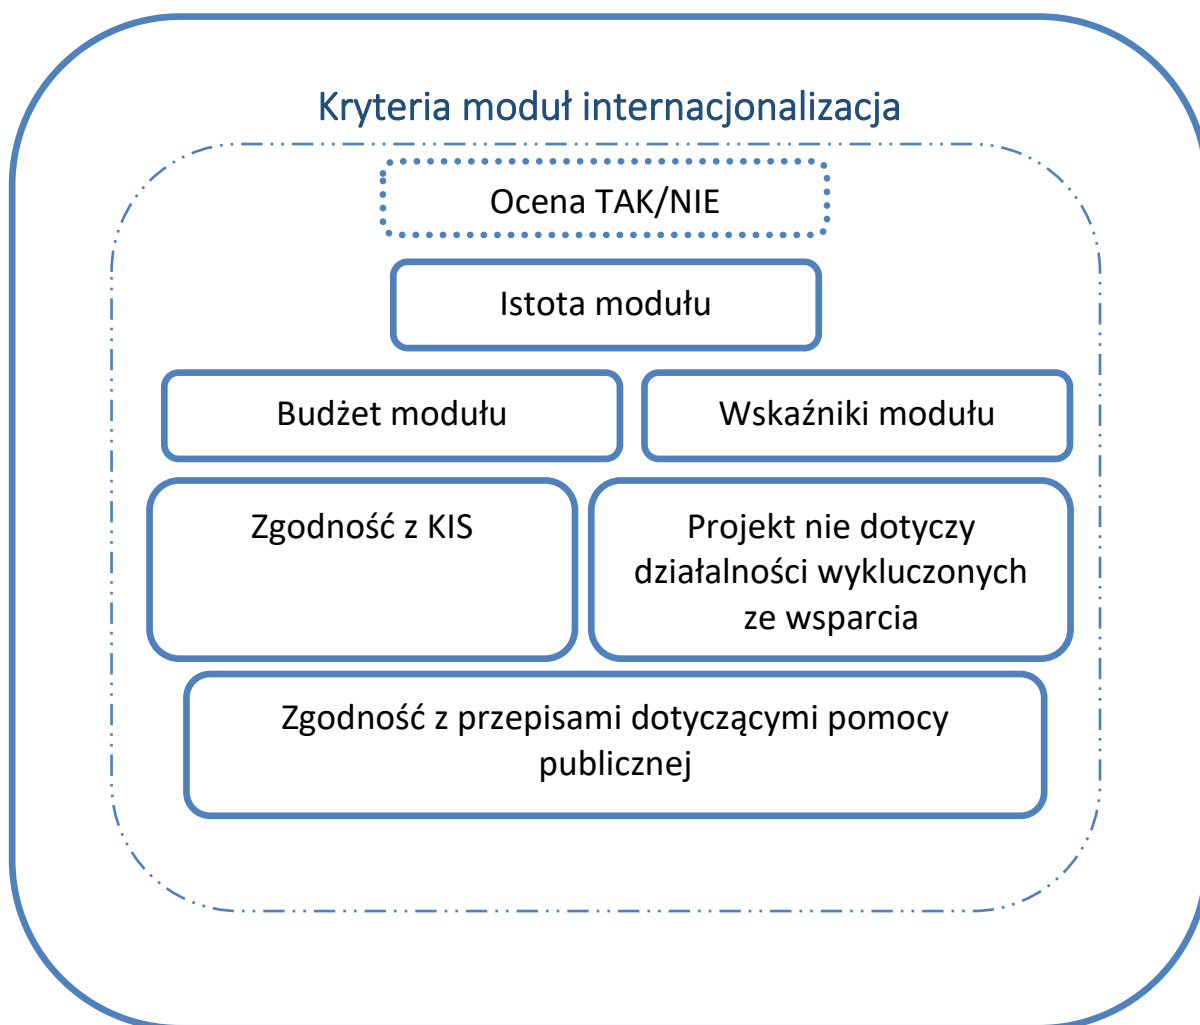 Kryteria moduł internacjonalizacja
Ocena TAK/NIE
Istota modułu
Budżet modułu
Wskaźniki modułu
Zgodność z KIS
Projekt nie dotyczy
działalności wykluczonych
ze wsparcia
Zgodność z przepisami dotyczącymi pomocy
publicznej